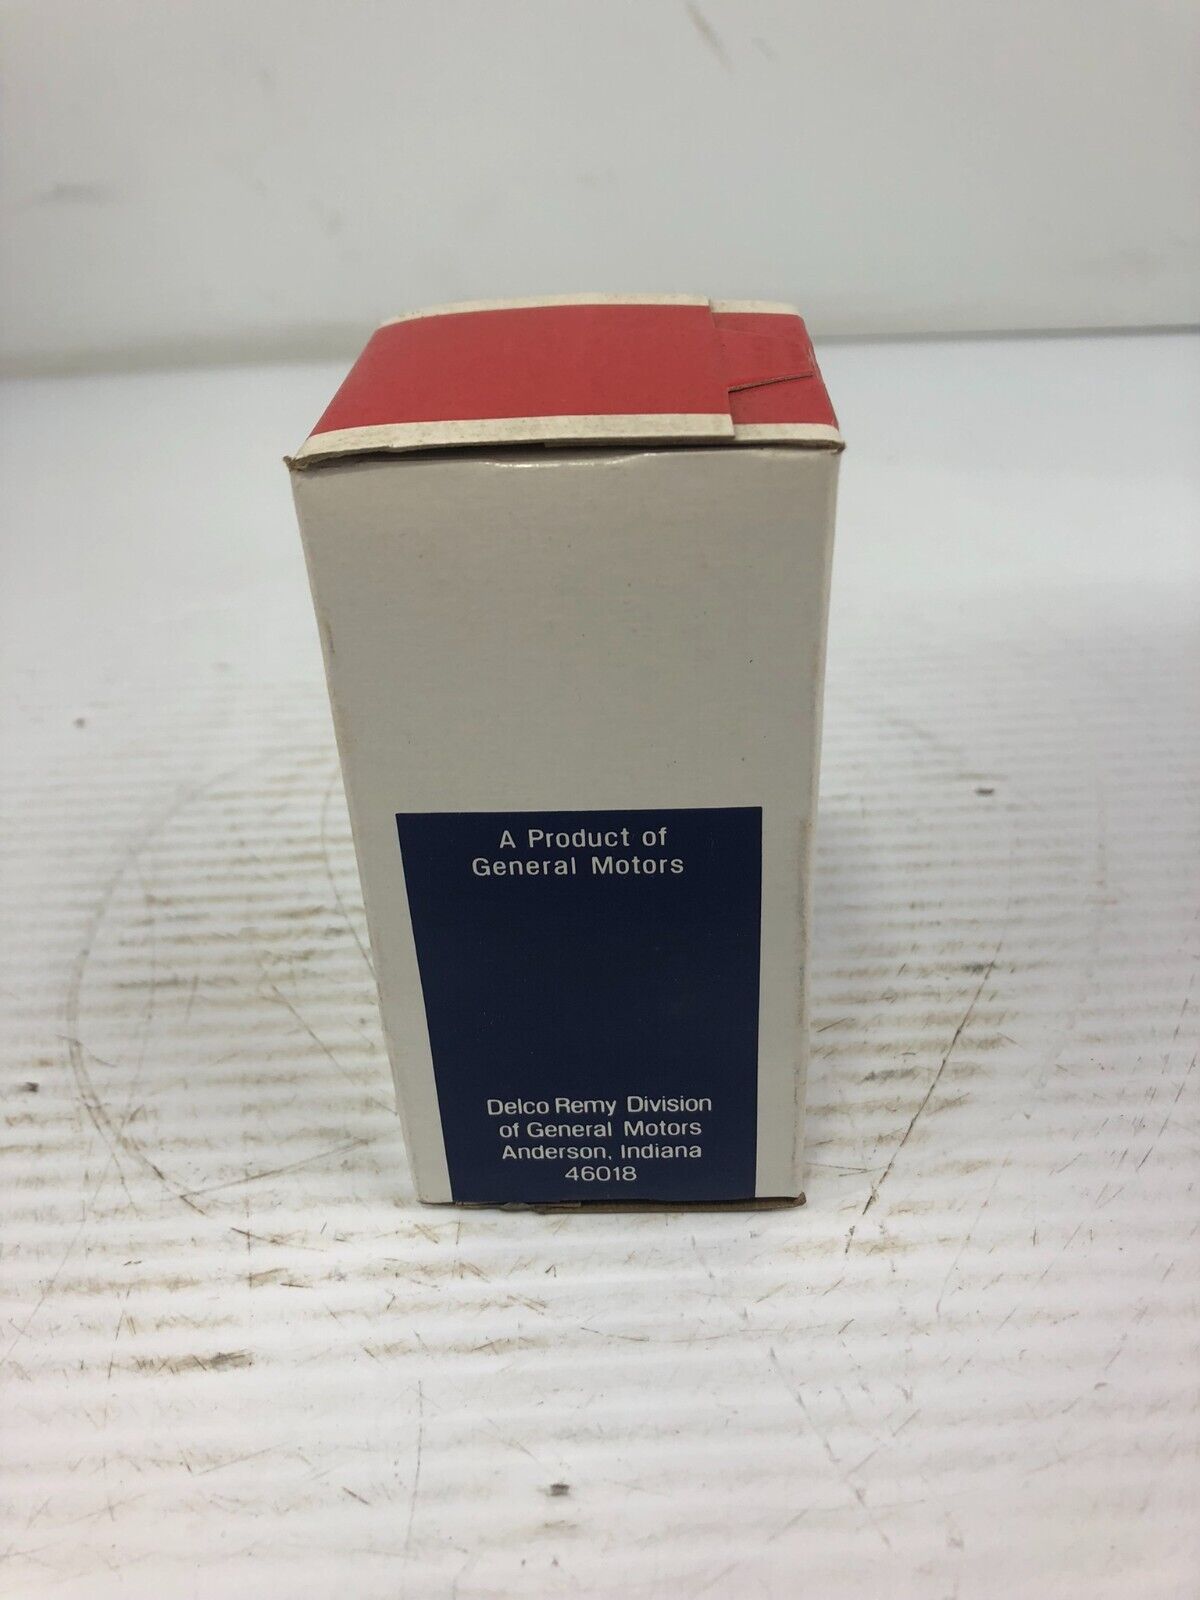 A Product of
General Motors
Delco Remy Division
of General Motors
Anderson, Indiana
46018